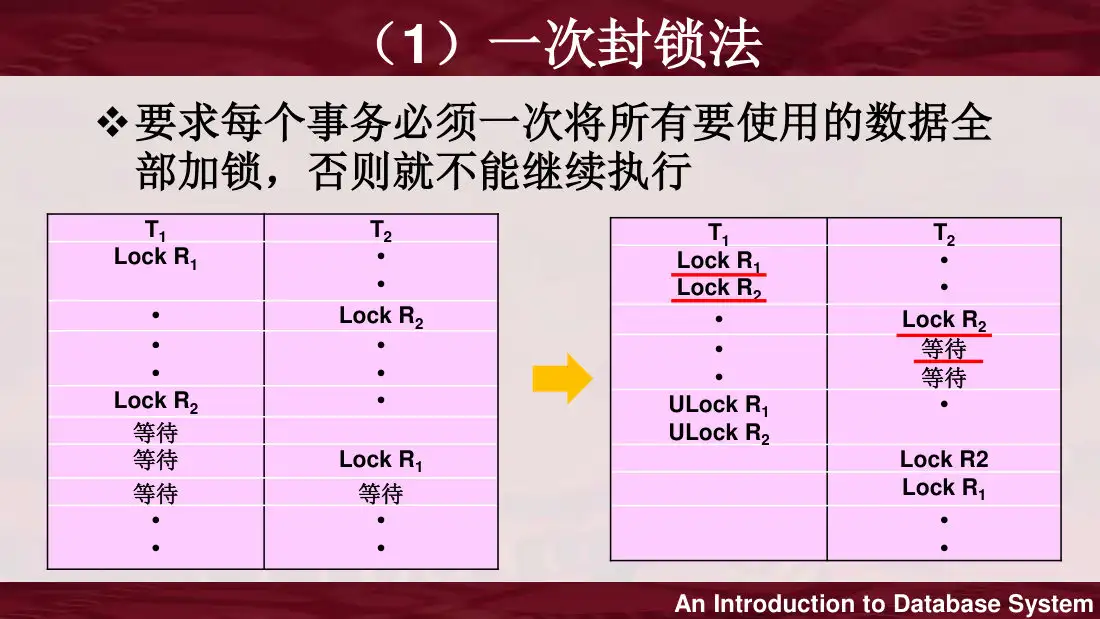 （1）一次封锁法
❖要求每个事务必须一次将所有要使用的数据全
部加锁，否则就不能继续执行
T₁ T₂
Lock R₁ •
•
• Lock R₂
• •
• •
Lock R₂ •
等待
等待 Lock R₁
等待 等待
• •
• •
T₁ T₂
Lock R₁ •
Lock R₂ •
• Lock R₂
• 等待
• 等待
ULock R₁ •
ULock R₂
Lock R2
Lock R₁
•
•
An Introduction to Database System